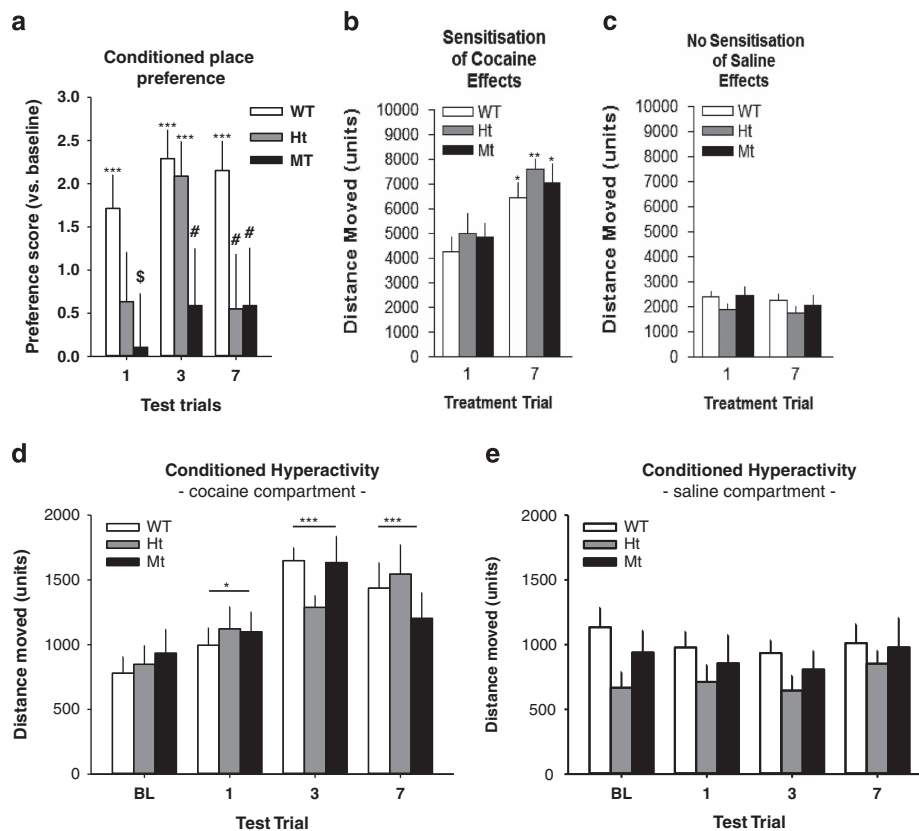 a
Conditioned place
preference
Preference score (vs. baseline)
3.0
2.5
2.0
1.5
1.0
0.5
0.0
WT
Ht
MT
***
***
***
***
$
#
#
#
1 3 7
Test trials
b
Sensitisation
of Cocaine
Effects
Distance Moved (units)
10000
9000
8000
7000
6000
5000
4000
3000
2000
1000
0
WT
Ht
Mt
*
**
*
1 7
Treatment Trial
c
No Sensitisation
of Saline
Effects
Distance Moved (units)
10000
9000
8000
7000
6000
5000
4000
3000
2000
1000
0
WT
Ht
Mt
1 7
Treatment Trial
d
Conditioned Hyperactivity
- cocaine compartment -
Distance moved (units)
2000
1500
1000
500
0
WT
Ht
Mt
*
***
***
BL 1 3 7
Test Trial
e
Conditioned Hyperactivity
- saline compartment -
Distance moved (units)
2000
1500
1000
500
0
WT
Ht
Mt
BL 1 3 7
Test Trial